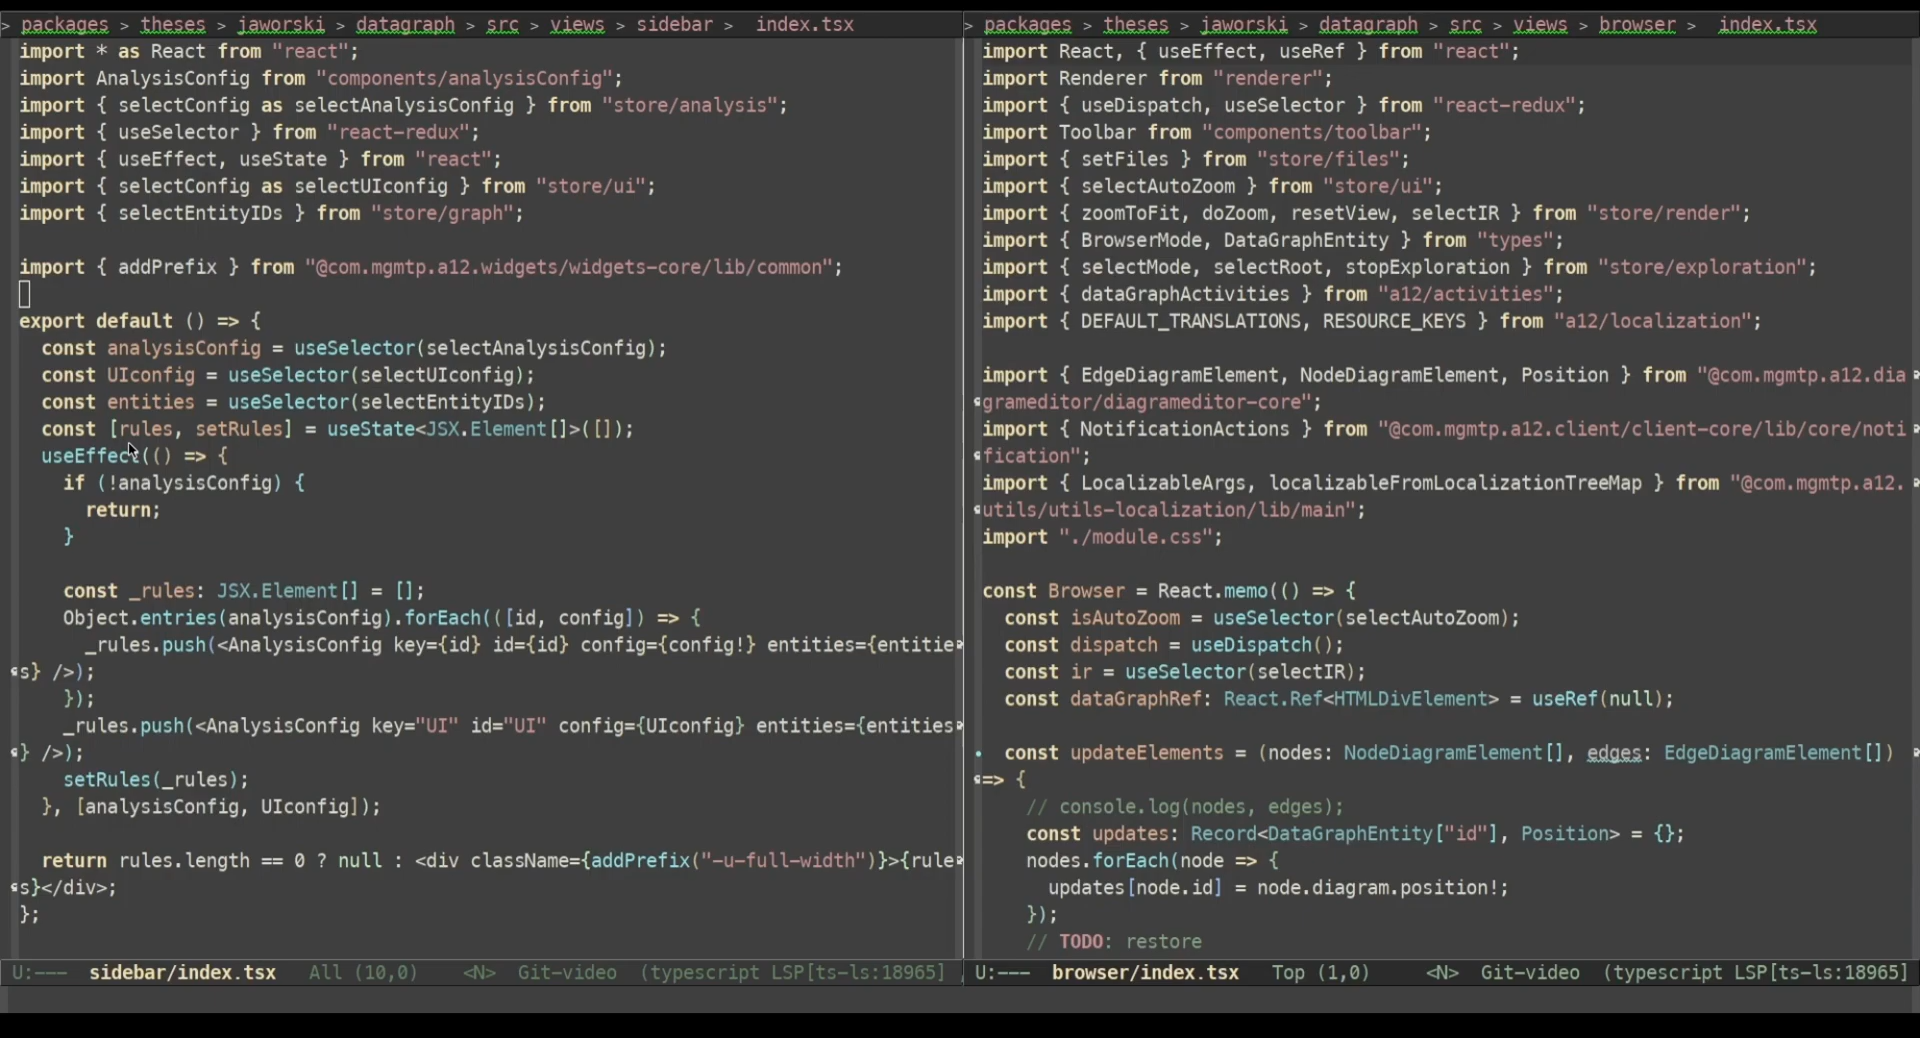 > packages > theses > jaworski > datagraph > src > views > sidebar > index.tsx
import * as React from "react";
import AnalysisConfig from "components/analysisConfig";
import { selectConfig as selectAnalysisConfig } from "store/analysis";
import { useSelector } from "react-redux";
import { useEffect, useState } from "react";
import { selectConfig as selectUIconfig } from "store/ui";
import { selectEntityIDs } from "store/graph";
import { addPrefix } from "@com.mgmtp.a12.widgets/widgets-core/lib/common";
export default () => {
const analysisConfig = useSelector(selectAnalysisConfig);
const UIconfig = useSelector(selectUIconfig);
const entities = useSelector(selectEntityIDs);
const [rules, setRules] = useState<JSX.Element[]>([]);
useEffect(() => {
if (!analysisConfig) {
return;
}
const _rules: JSX.Element[] = [];
Object.entries(analysisConfig).forEach(([id, config]) => {
_rules.push(<AnalysisConfig key={id} id={id} config={config!} entities={entitie
s} />);
});
_rules.push(<AnalysisConfig key="UI" id="UI" config={UIconfig} entities={entities
} />);
setRules(_rules);
}, [analysisConfig, UIconfig]);
return rules.length == 0 ? null : <div className={addPrefix("-u-full-width")}>{rule
s}</div>;
};
U:--- sidebar/index.tsx All (10,0) <N> Git-video (typescript LSP[ts-ls:18965]
> packages > theses > jaworski > datagraph > src > views > browser > index.tsx
import React, { useEffect, useRef } from "react";
import Renderer from "renderer";
import { useDispatch, useSelector } from "react-redux";
import Toolbar from "components/toolbar";
import { setFiles } from "store/files";
import { selectAutoZoom } from "store/ui";
import { zoomToFit, doZoom, resetView, selectIR } from "store/render";
import { BrowserMode, DataGraphEntity } from "types";
import { selectMode, selectRoot, stopExploration } from "store/exploration";
import { dataGraphActivities } from "a12/activities";
import { DEFAULT_TRANSLATIONS, RESOURCE_KEYS } from "a12/localization";
import { EdgeDiagramElement, NodeDiagramElement, Position } from "@com.mgmtp.a12.dia
grameditor/diagrameditor-core";
import { NotificationActions } from "@com.mgmtp.a12.client/client-core/lib/core/noti
fication";
import { LocalizableArgs, localizableFromLocalizationTreeMap } from "@com.mgmtp.a12.
utils/utils-localization/lib/main";
import "./module.css";
const Browser = React.memo(() => {
const isAutoZoom = useSelector(selectAutoZoom);
const dispatch = useDispatch();
const ir = useSelector(selectIR);
const dataGraphRef: React.Ref<HTMLDivElement> = useRef(null);
const updateElements = (nodes: NodeDiagramElement[], edges: EdgeDiagramElement[])
=> {
// console.log(nodes, edges);
const updates: Record<DataGraphEntity["id"], Position> = {};
nodes.forEach(node => {
updates[node.id] = node.diagram.position!;
});
// TODO: restore
U:--- browser/index.tsx Top (1,0) <N> Git-video (typescript LSP[ts-ls:18965]